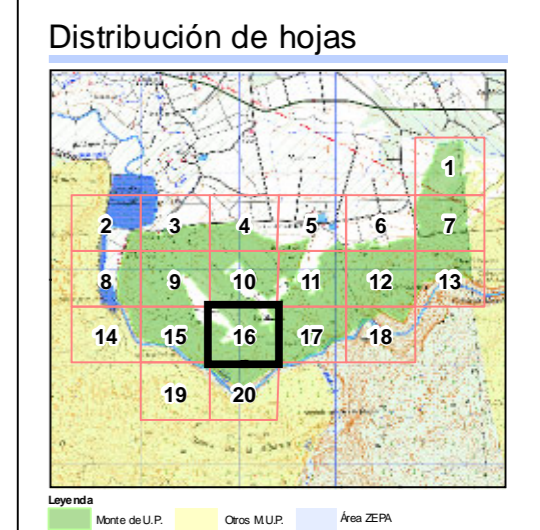 Distribución de hojas
1
2 3 4 5 6 7
8 9 10 11 12 13
14 15 16 17 18
19 20
Leyenda
Monte de U.P. Otros M.U.P. Área ZEPA